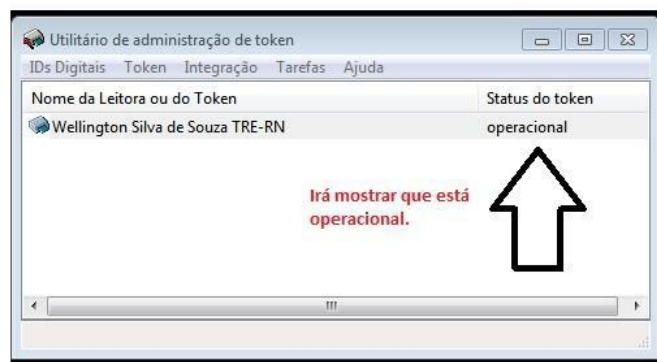 Utilitário de administração de token
IDs Digitais Token Integração Tarefas Ajuda
Nome da Leitora ou do Token Status do token
Wellington Silva de Souza TRE-RN operacional
Irá mostrar que está
operacional.